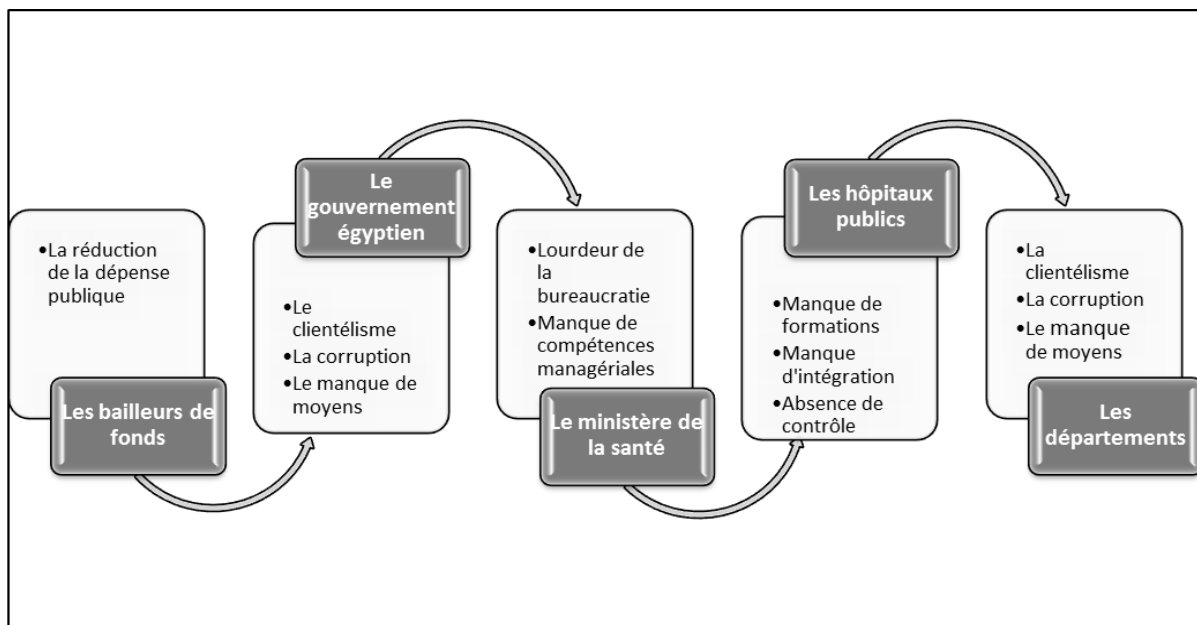 •La réduction
de la dépense
publique
Les bailleurs de
fonds
Le
gouvernement
égyptien
•Le
clientélisme
•La corruption
•Le manque de
moyens
•Lourdeur de
la
bureaucratie
•Manque de
compétences
managériales
Le ministère de
la santé
Les hôpitaux
publics
•Manque de
formations
•Manque
d'intégration
•Absence de
contrôle
•La
clientélisme
•La corruption
•Le manque
de moyens
Les
départements